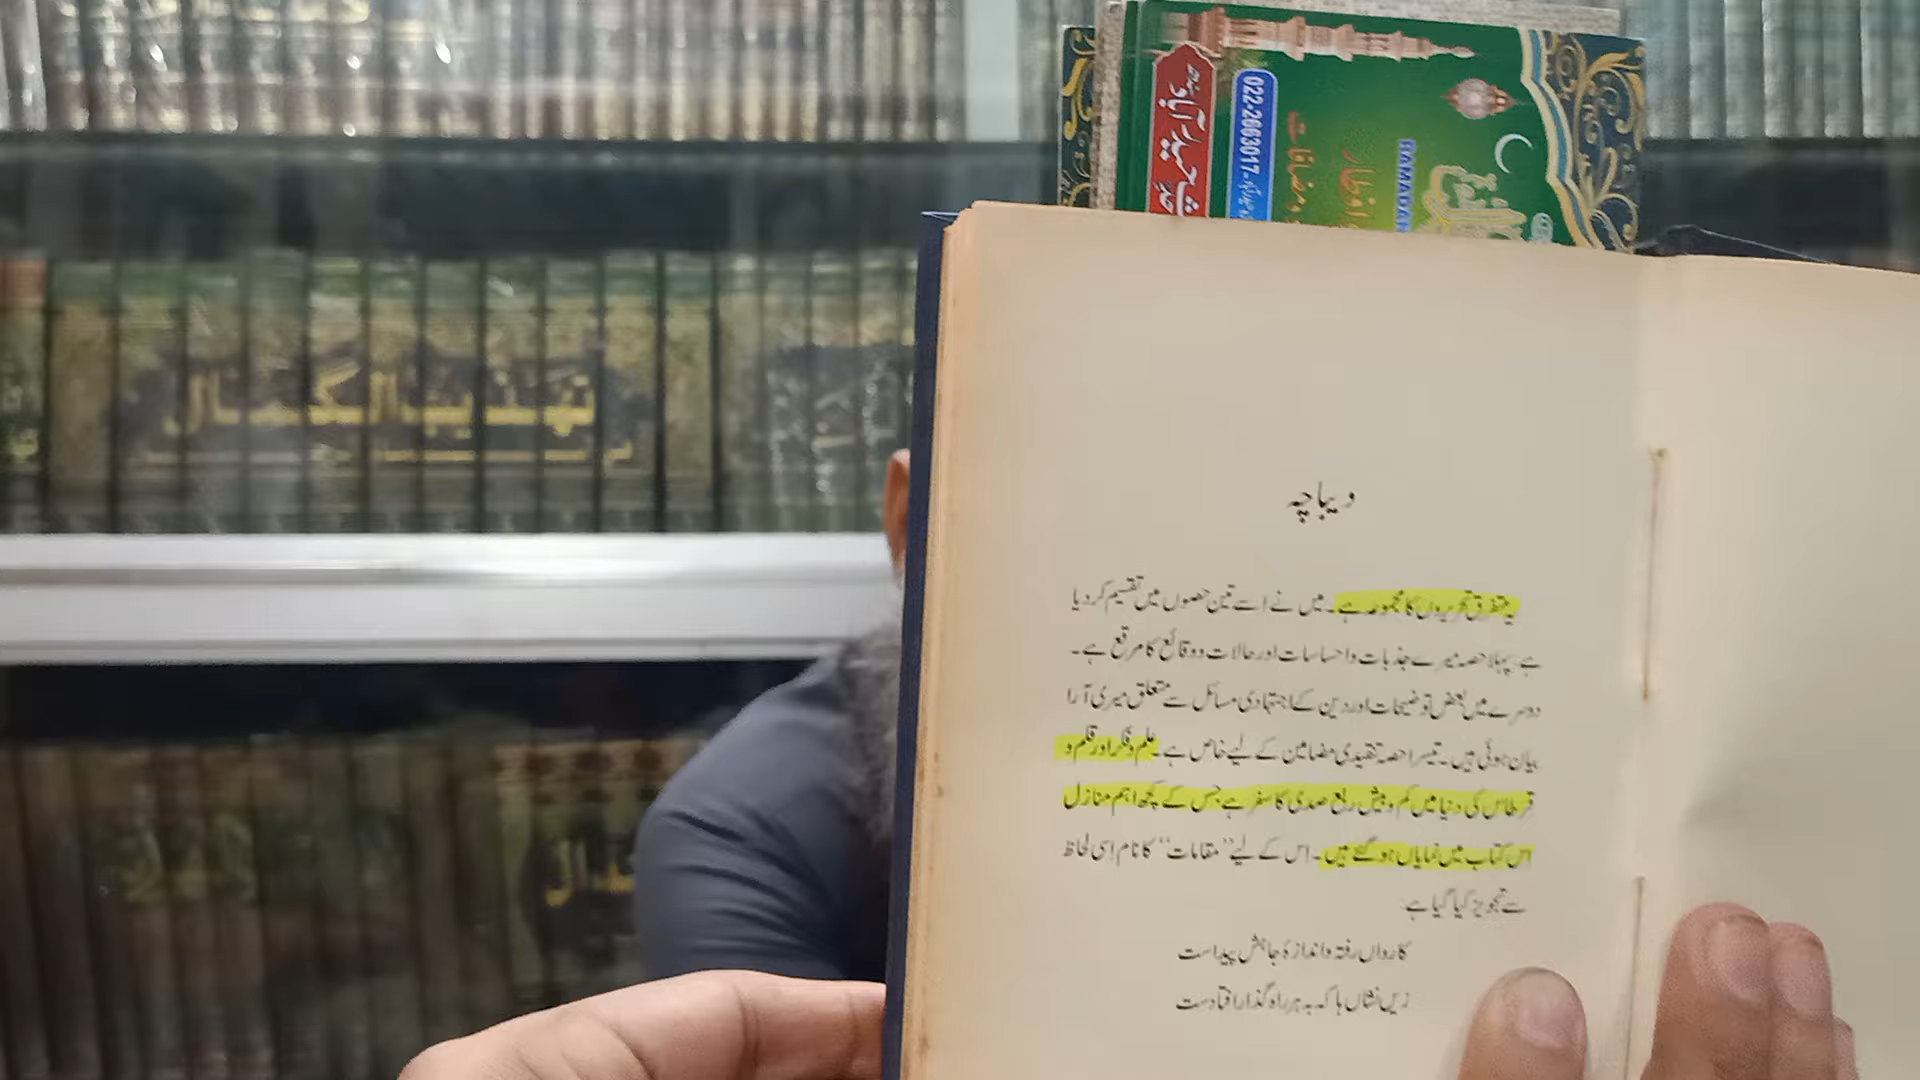 022-2663017
RAMADAN
تهذيب الكمال
دیباچہ
یہ متفرق تحریروں کا مجموعہ ہے۔ میں نے اسے تین حصوں میں تقسیم کر دیا
ہے: پہلا حصہ میرے جذبات و احساسات اور حالات و وقائع کا مرقع ہے۔
دوسرے میں بعض توضیحات اور دین کے اجتہادی مسائل سے متعلق میری آرا
بیان ہوئی ہیں۔ تیسرا حصہ تنقیدی مضامین کے لیے خاص ہے۔ علم و فکر اور قلم و
قرطاس کی دنیا میں کم و بیش ربع صدی کا سفر ہے جس کے کچھ اہم منازل
اس کتاب میں نمایاں ہو گئے ہیں۔ اس کے لیے ’’مقامات‘‘ کا نام اسی لحاظ
سے تجویز کیا گیا ہے:
کارواں رفتہ و اندازۂ جاہش پیداست
زیں نشاں ہا کہ بہ ہر راہ گذار افتادست